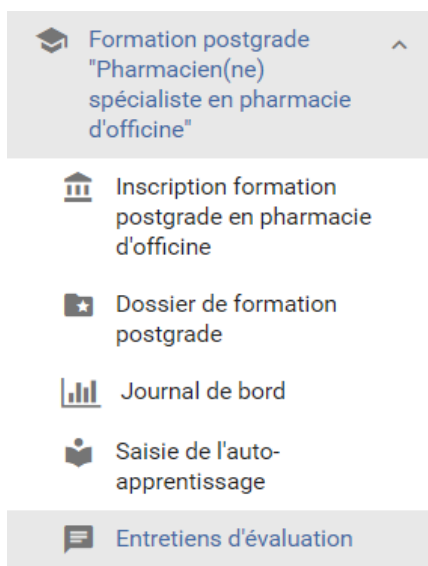 Formation postgrade
"Pharmacien(ne)
spécialiste en pharmacie
d'officine"
Inscription formation
postgrade en pharmacie
d'officine
Dossier de formation
postgrade
Journal de bord
Saisie de l'auto-
apprentissage
Entretiens d'évaluation